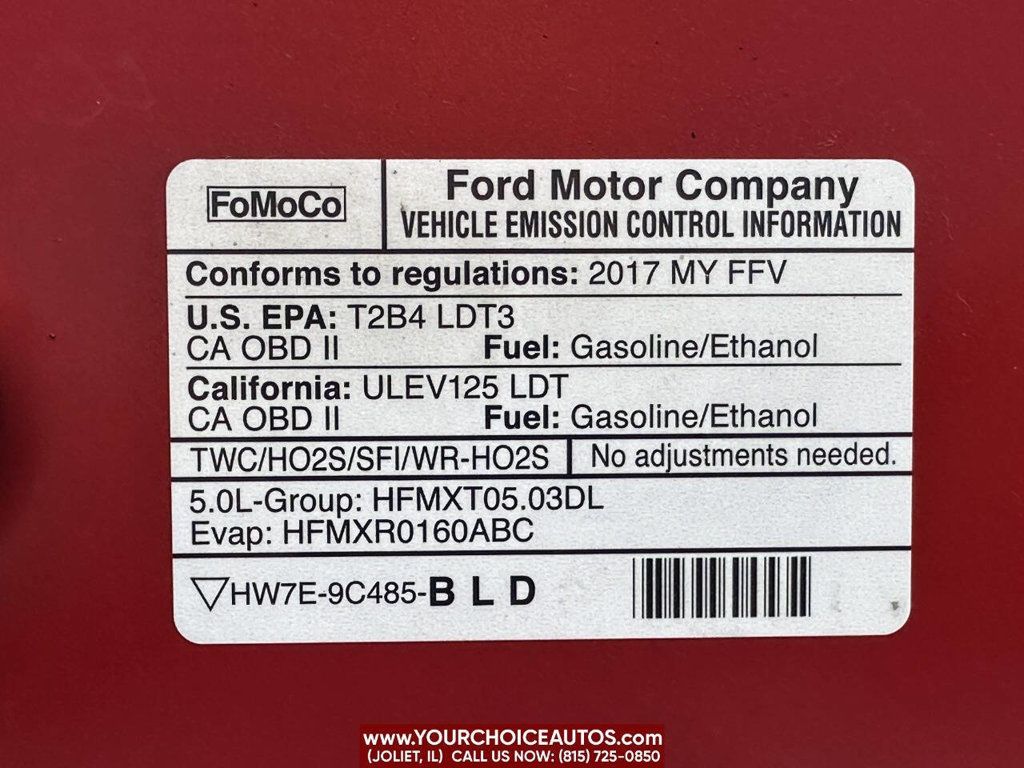 FoMoCo
Ford Motor Company
VEHICLE EMISSION CONTROL INFORMATION
Conforms to regulations: 2017 MY FFV
U.S. EPA: T2B4 LDT3
CA OBD II Fuel: Gasoline/Ethanol
California: ULEV125 LDT
CA OBD II Fuel: Gasoline/Ethanol
TWC/HO2S/SFI/WR-HO2S No adjustments needed.
5.0L-Group: HFMXT05.03DL
Evap: HFMXR0160ABC
HW7E-9C485-B L D
www.YOURCHOICEAUTOS.com
(JOLIET, IL) CALL US NOW: (815) 725-0850